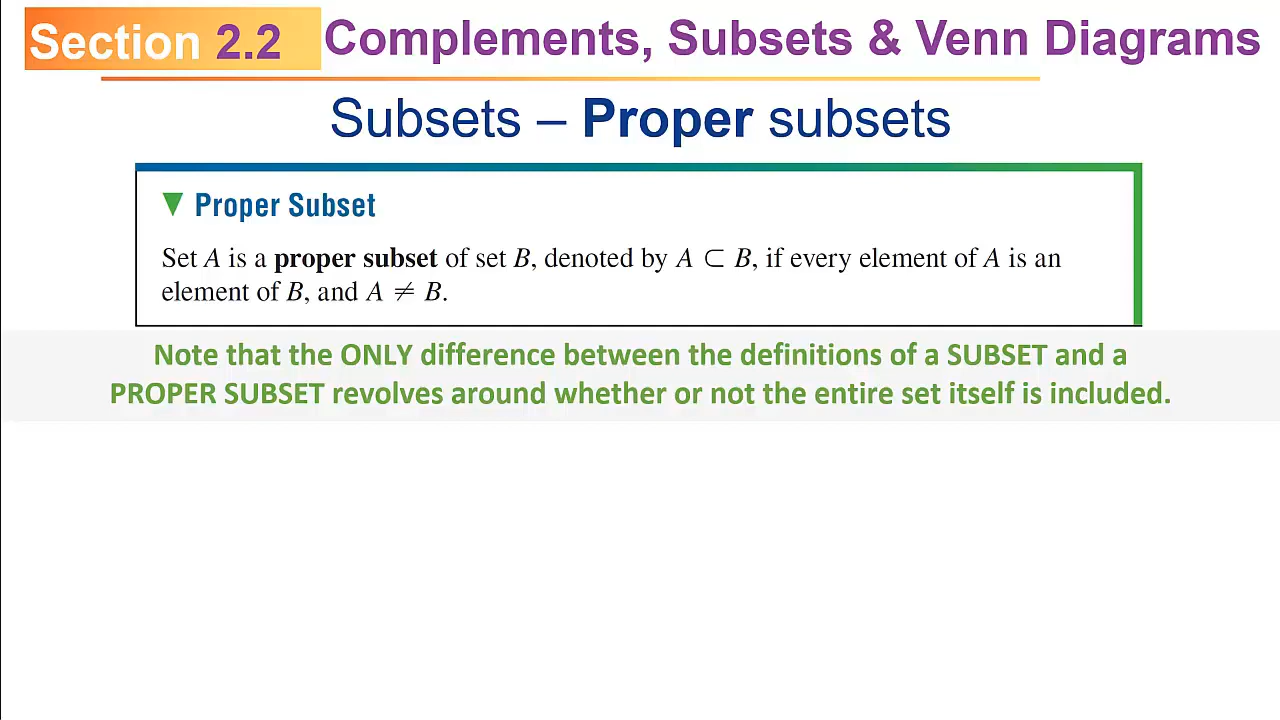 Section 2.2 Complements, Subsets & Venn Diagrams
Subsets – Proper subsets
▼ Proper Subset
Set A is a proper subset of set B, denoted by A ⊂ B, if every element of A is an
element of B, and A ≠ B.
Note that the ONLY difference between the definitions of a SUBSET and a
PROPER SUBSET revolves around whether or not the entire set itself is included.